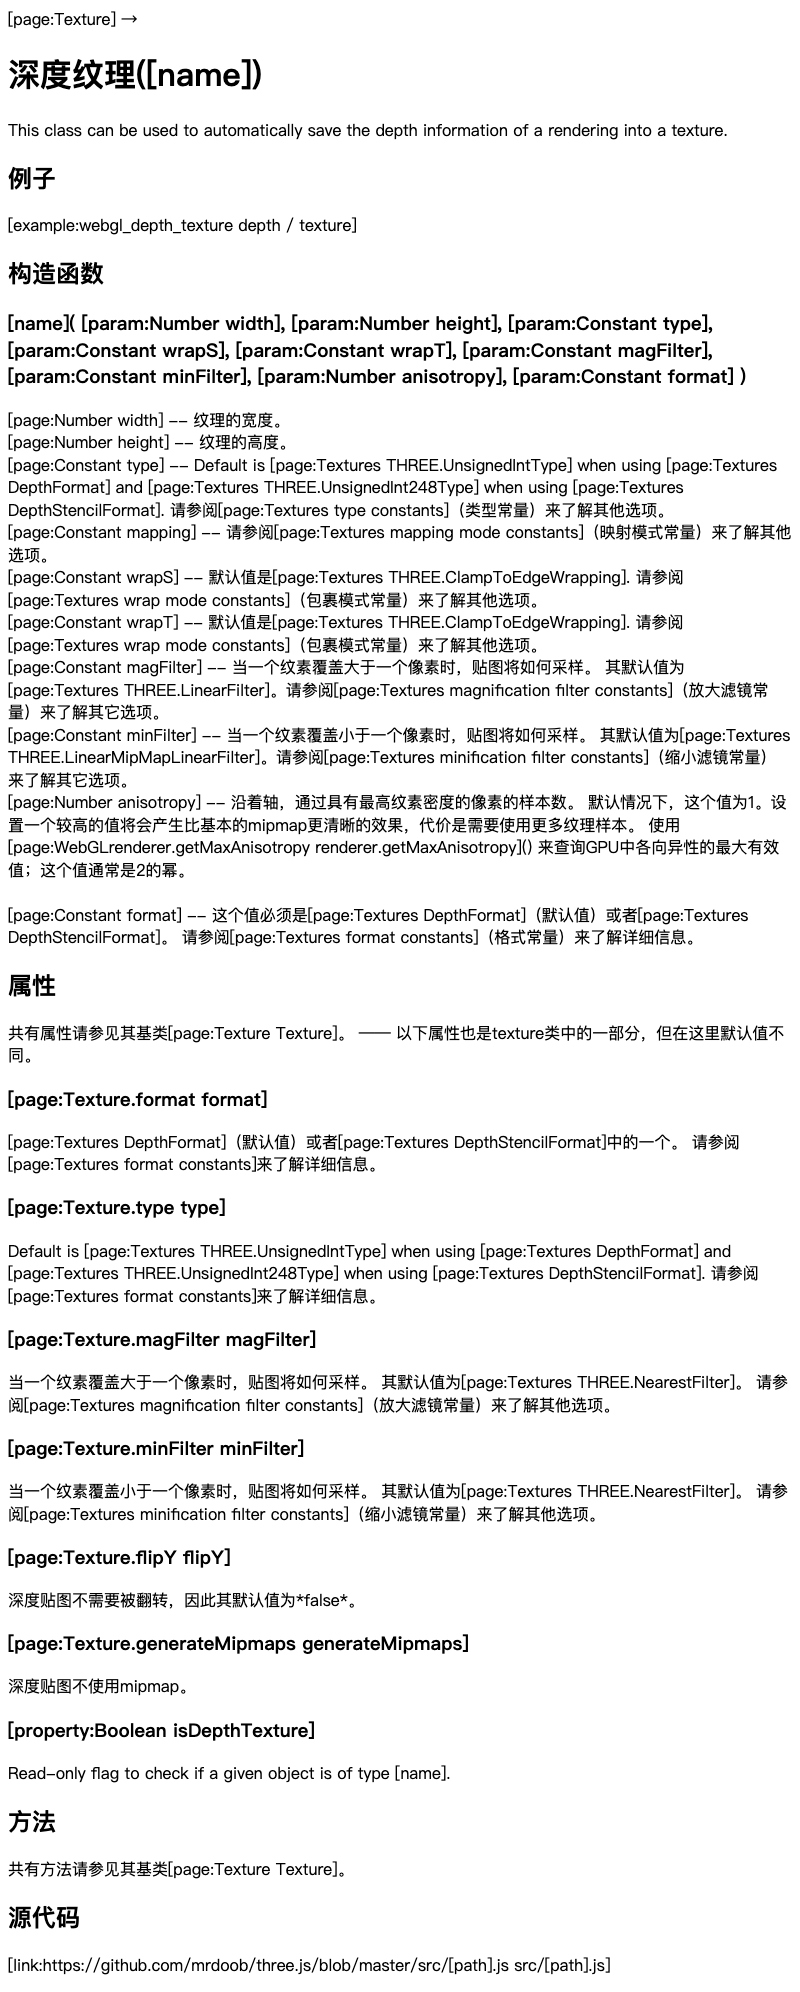 [page:Texture] →
深度纹理([name])
This class can be used to automatically save the depth information of a rendering into a texture.
例子
[example:webgl_depth_texture depth / texture]
构造函数
[name]( [param:Number width], [param:Number height], [param:Constant type],
[param:Constant wrapS], [param:Constant wrapT], [param:Constant magFilter],
[param:Constant minFilter], [param:Number anisotropy], [param:Constant format] )
[page:Number width] -- 纹理的宽度。
[page:Number height] -- 纹理的高度。
[page:Constant type] -- Default is [page:Textures THREE.UnsignedIntType] when using [page:Textures
DepthFormat] and [page:Textures THREE.UnsignedInt248Type] when using [page:Textures
DepthStencilFormat]. 请参阅[page:Textures type constants]（类型常量）来了解其他选项。
[page:Constant mapping] -- 请参阅[page:Textures mapping mode constants]（映射模式常量）来了解其他
选项。
[page:Constant wrapS] -- 默认值是[page:Textures THREE.ClampToEdgeWrapping]. 请参阅
[page:Textures wrap mode constants]（包裹模式常量）来了解其他选项。
[page:Constant wrapT] -- 默认值是[page:Textures THREE.ClampToEdgeWrapping]. 请参阅
[page:Textures wrap mode constants]（包裹模式常量）来了解其他选项。
[page:Constant magFilter] -- 当一个纹素覆盖大于一个像素时，贴图将如何采样。 其默认值为
[page:Textures THREE.LinearFilter]。请参阅[page:Textures magnification filter constants]（放大滤镜常
量）来了解其它选项。
[page:Constant minFilter] -- 当一个纹素覆盖小于一个像素时，贴图将如何采样。 其默认值为[page:Textures
THREE.LinearMipMapLinearFilter]。请参阅[page:Textures minification filter constants]（缩小滤镜常量）
来了解其它选项。
[page:Number anisotropy] -- 沿着轴，通过具有最高纹素密度的像素的样本数。 默认情况下，这个值为1。设
置一个较高的值将会产生比基本的mipmap更清晰的效果，代价是需要使用更多纹理样本。 使用
[page:WebGLrenderer.getMaxAnisotropy renderer.getMaxAnisotropy]() 来查询GPU中各向异性的最大有效
值；这个值通常是2的幂。
[page:Constant format] -- 这个值必须是[page:Textures DepthFormat]（默认值）或者[page:Textures
DepthStencilFormat]。 请参阅[page:Textures format constants]（格式常量）来了解详细信息。
属性
共有属性请参见其基类[page:Texture Texture]。 —— 以下属性也是texture类中的一部分，但在这里默认值不
同。
[page:Texture.format format]
[page:Textures DepthFormat]（默认值）或者[page:Textures DepthStencilFormat]中的一个。 请参阅
[page:Textures format constants]来了解详细信息。
[page:Texture.type type]
Default is [page:Textures THREE.UnsignedIntType] when using [page:Textures DepthFormat] and
[page:Textures THREE.UnsignedInt248Type] when using [page:Textures DepthStencilFormat]. 请参阅
[page:Textures format constants]来了解详细信息。
[page:Texture.magFilter magFilter]
当一个纹素覆盖大于一个像素时，贴图将如何采样。 其默认值为[page:Textures THREE.NearestFilter]。 请参
阅[page:Textures magnification filter constants]（放大滤镜常量）来了解其他选项。
[page:Texture.minFilter minFilter]
当一个纹素覆盖小于一个像素时，贴图将如何采样。 其默认值为[page:Textures THREE.NearestFilter]。 请参
阅[page:Textures minification filter constants]（缩小滤镜常量）来了解其他选项。
[page:Texture.flipY flipY]
深度贴图不需要被翻转，因此其默认值为*false*。
[page:Texture.generateMipmaps generateMipmaps]
深度贴图不使用mipmap。
[property:Boolean isDepthTexture]
Read-only flag to check if a given object is of type [name].
方法
共有方法请参见其基类[page:Texture Texture]。
源代码
[link:https://github.com/mrdoob/three.js/blob/master/src/[path].js src/[path].js]